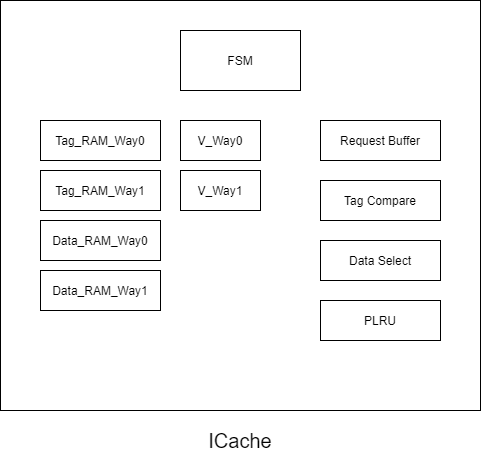 FSM
Tag_RAM_Way0
V_Way0
Request Buffer
Tag_RAM_Way1
V_Way1
Tag Compare
Data_RAM_Way0
Data Select
Data_RAM_Way1
PLRU
ICache